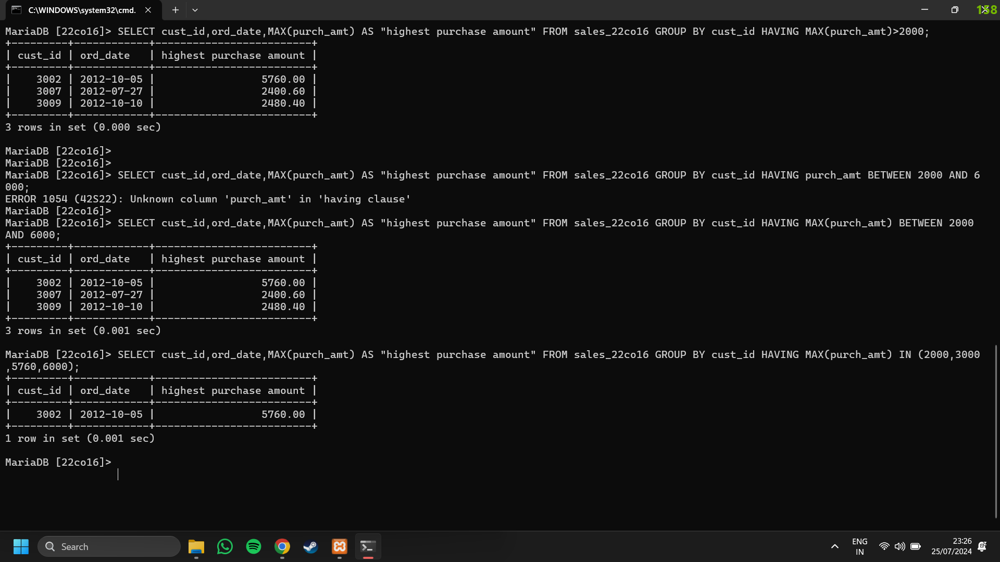 C:\WINDOWS\system32\cmd.
158
MariaDB [22co16]> SELECT cust_id,ord_date,MAX(purch_amt) AS "highest purchase amount" FROM sales_22co16 GROUP BY cust_id HAVING MAX(purch_amt)>2000;
+---------+------------+-------------------------+
| cust_id | ord_date   | highest purchase amount |
+---------+------------+-------------------------+
|    3002 | 2012-10-05 |                 5760.00 |
|    3007 | 2012-07-27 |                 2400.60 |
|    3009 | 2012-10-10 |                 2480.40 |
+---------+------------+-------------------------+
3 rows in set (0.000 sec)
MariaDB [22co16]>
MariaDB [22co16]>
MariaDB [22co16]> SELECT cust_id,ord_date,MAX(purch_amt) AS "highest purchase amount" FROM sales_22co16 GROUP BY cust_id HAVING purch_amt BETWEEN 2000 AND 6
000;
ERROR 1054 (42S22): Unknown column 'purch_amt' in 'having clause'
MariaDB [22co16]>
MariaDB [22co16]> SELECT cust_id,ord_date,MAX(purch_amt) AS "highest purchase amount" FROM sales_22co16 GROUP BY cust_id HAVING MAX(purch_amt) BETWEEN 2000
AND 6000;
+---------+------------+-------------------------+
| cust_id | ord_date   | highest purchase amount |
+---------+------------+-------------------------+
|    3002 | 2012-10-05 |                 5760.00 |
|    3007 | 2012-07-27 |                 2400.60 |
|    3009 | 2012-10-10 |                 2480.40 |
+---------+------------+-------------------------+
3 rows in set (0.001 sec)
MariaDB [22co16]> SELECT cust_id,ord_date,MAX(purch_amt) AS "highest purchase amount" FROM sales_22co16 GROUP BY cust_id HAVING MAX(purch_amt) IN (2000,3000
,5760,6000);
+---------+------------+-------------------------+
| cust_id | ord_date   | highest purchase amount |
+---------+------------+-------------------------+
|    3002 | 2012-10-05 |                 5760.00 |
+---------+------------+-------------------------+
1 row in set (0.001 sec)
MariaDB [22co16]>
Search
ENG
IN
23:26
25/07/2024